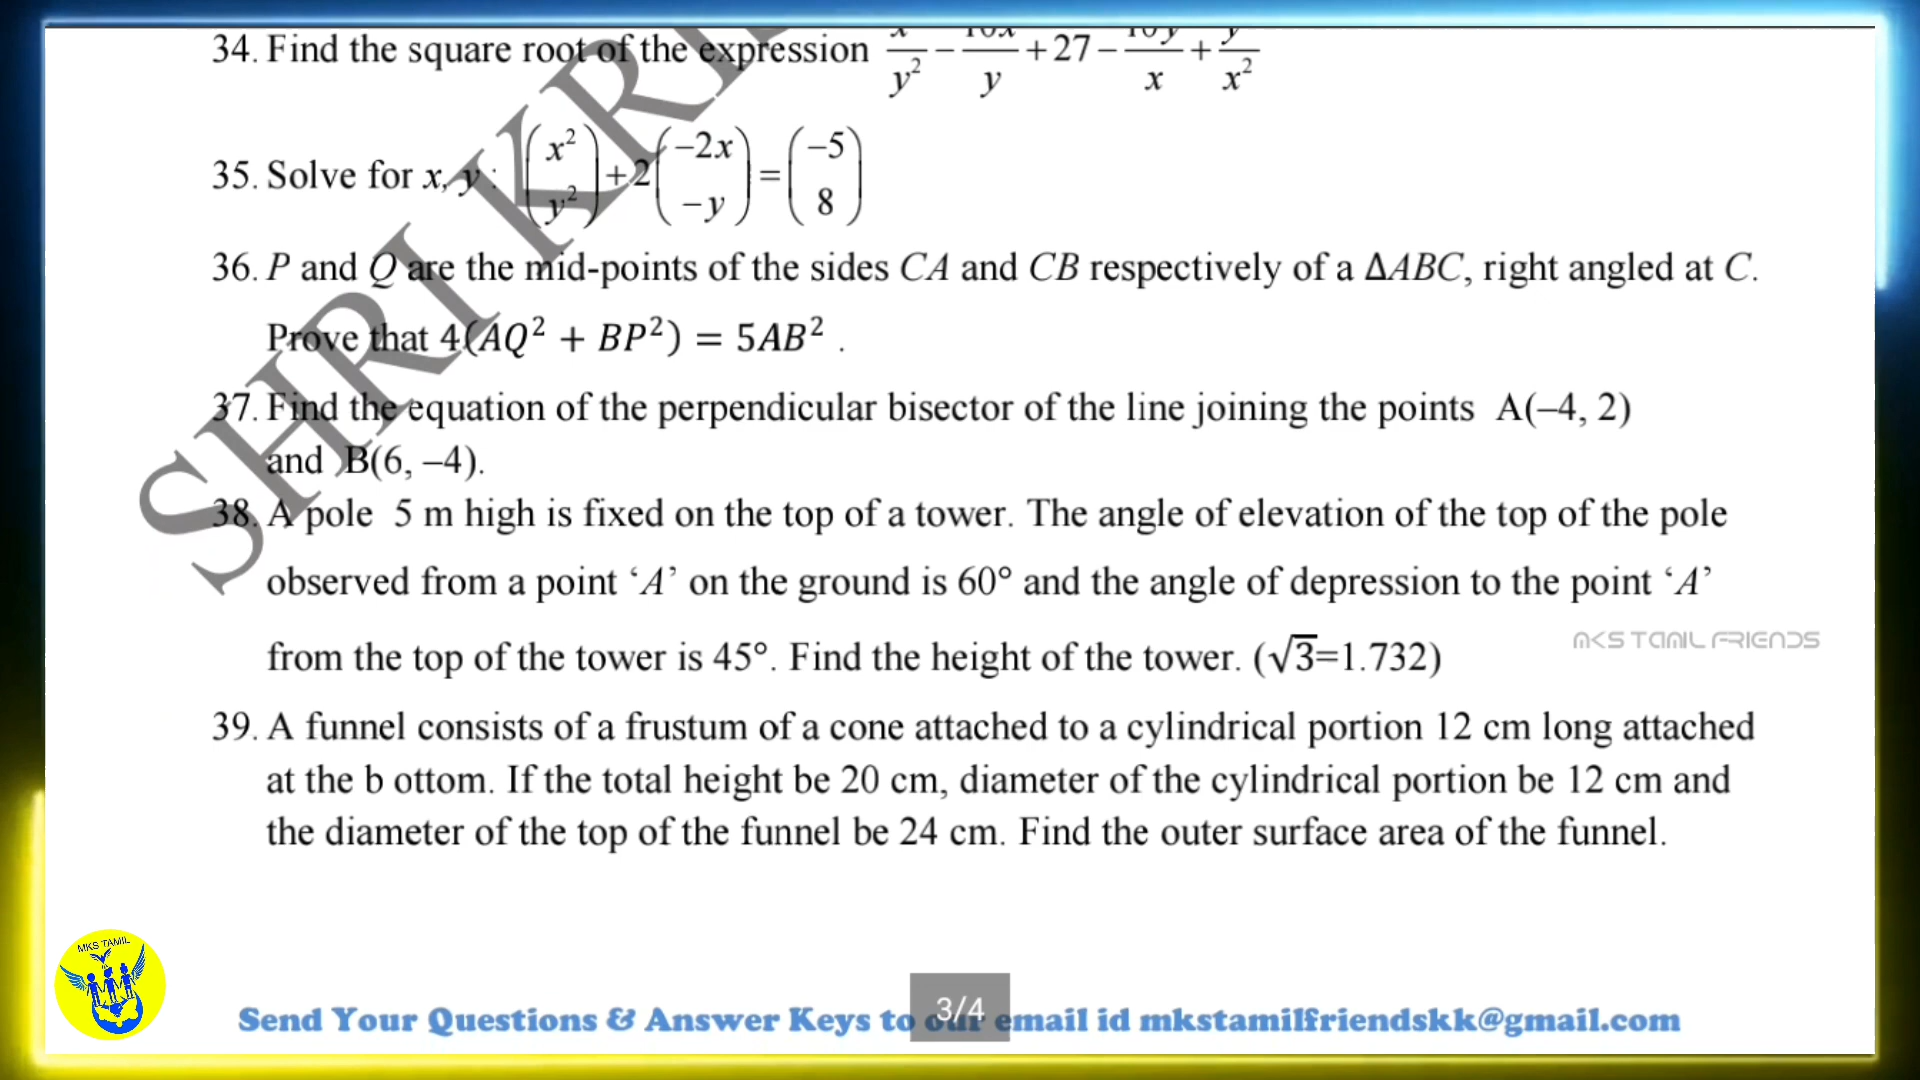 34. Find the square root of the expression x/y² − 10x/y + 27 − 10y/x + y/x²
35. Solve for x, y : (x² y²) + 2(−2x −y) = (−5 8)
36. P and Q are the mid-points of the sides CA and CB respectively of a ΔABC, right angled at C.
Prove that 4(AQ² + BP²) = 5AB² .
37. Find the equation of the perpendicular bisector of the line joining the points A(–4, 2)
and B(6, –4).
38. A pole 5 m high is fixed on the top of a tower. The angle of elevation of the top of the pole
observed from a point ‘A’ on the ground is 60° and the angle of depression to the point ‘A’
from the top of the tower is 45°. Find the height of the tower. (√3=1.732)
39. A funnel consists of a frustum of a cone attached to a cylindrical portion 12 cm long attached
at the b ottom. If the total height be 20 cm, diameter of the cylindrical portion be 12 cm and
the diameter of the top of the funnel be 24 cm. Find the outer surface area of the funnel.
SHRI KRI
MKS TAMIL FRIENDS
MKS TAMIL
3/4
Send Your Questions & Answer Keys to our email id mkstamilfriendskk@gmail.com